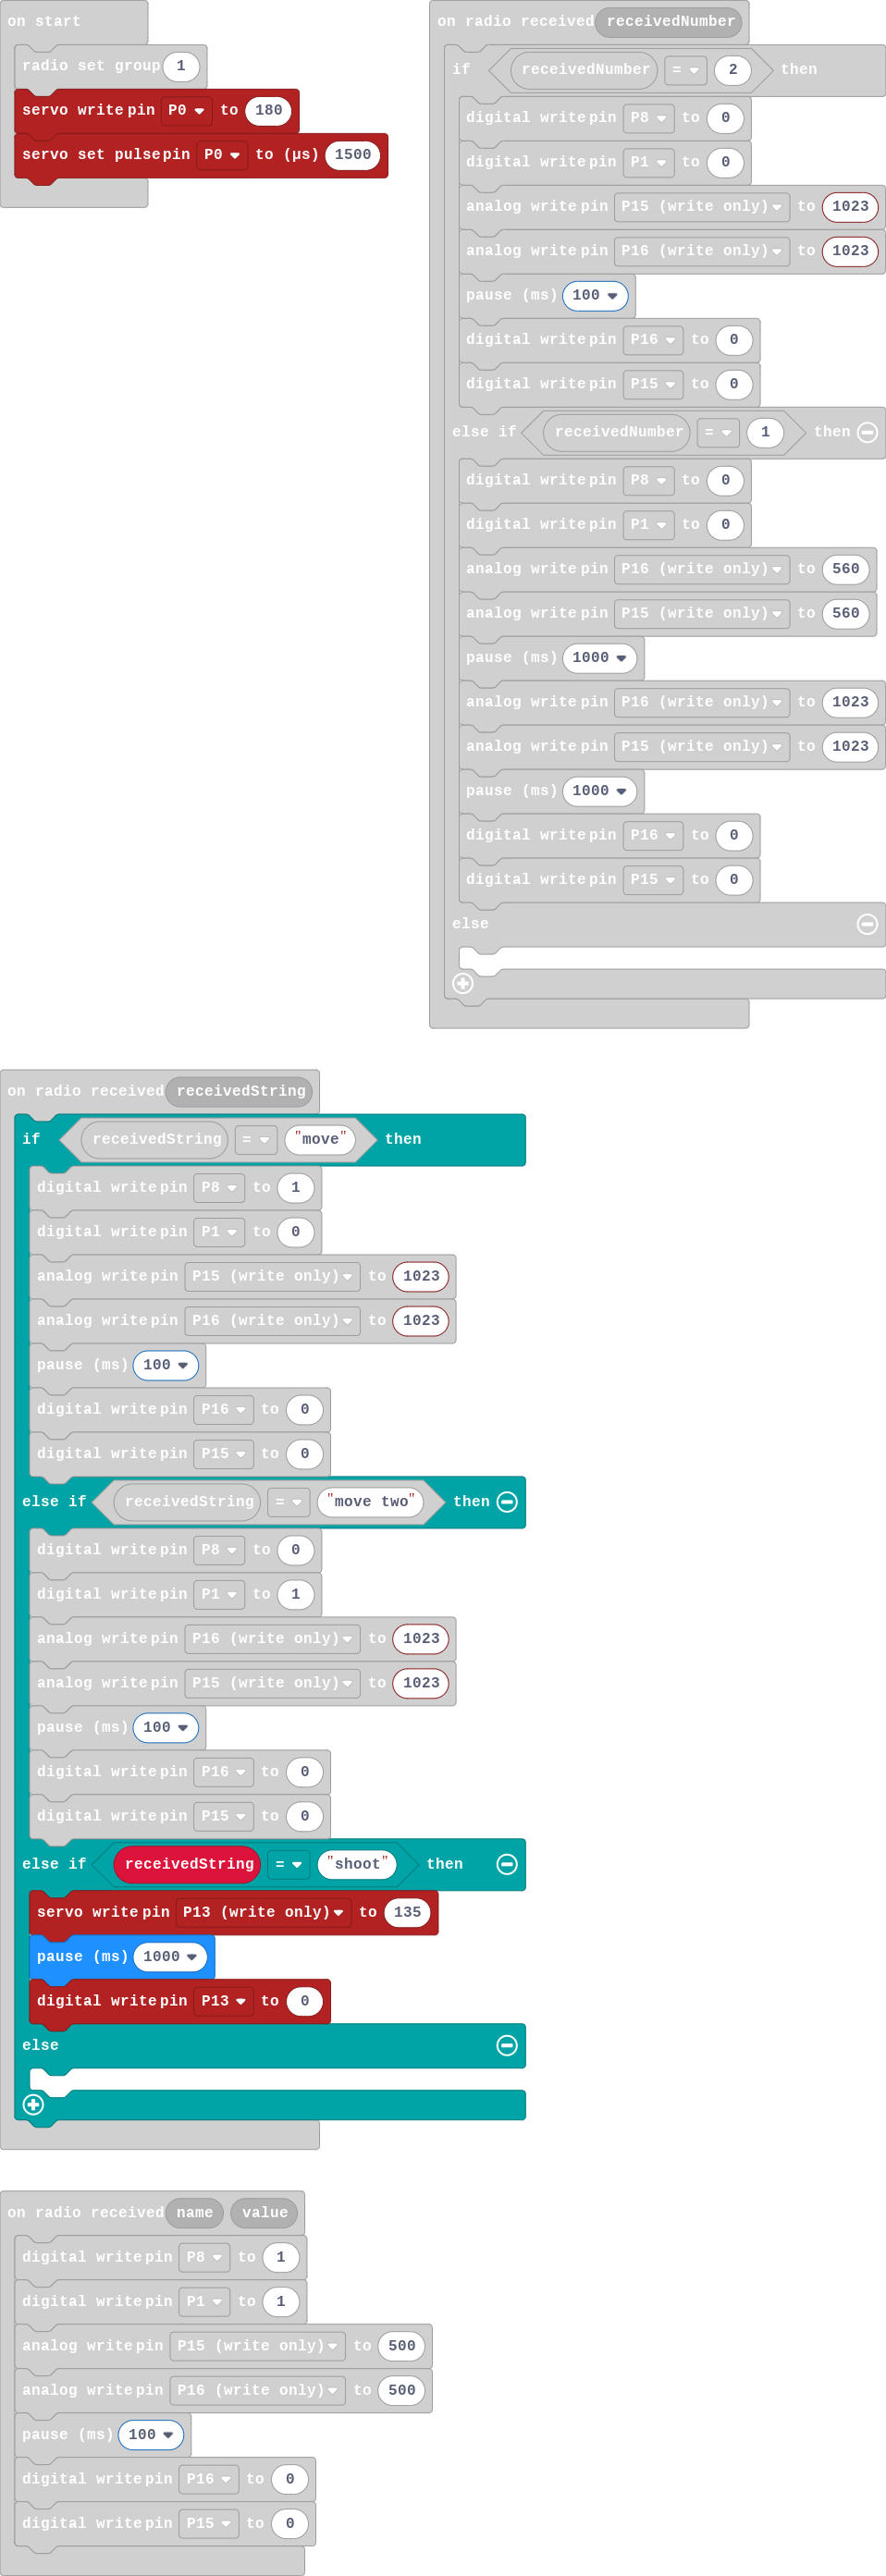 on start
radio set group 1
servo write pin P0 to 180
servo set pulse pin P0 to (µs) 1500
on radio received receivedNumber
if receivedNumber = 2 then
digital write pin P8 to 0
digital write pin P1 to 0
analog write pin P15 (write only) to 1023
analog write pin P16 (write only) to 1023
pause (ms) 100
digital write pin P16 to 0
digital write pin P15 to 0
else if receivedNumber = 1 then
digital write pin P8 to 0
digital write pin P1 to 0
analog write pin P16 (write only) to 560
analog write pin P15 (write only) to 560
pause (ms) 1000
analog write pin P16 (write only) to 1023
analog write pin P15 (write only) to 1023
pause (ms) 1000
digital write pin P16 to 0
digital write pin P15 to 0
else
on radio received receivedString
if receivedString = "move" then
digital write pin P8 to 1
digital write pin P1 to 0
analog write pin P15 (write only) to 1023
analog write pin P16 (write only) to 1023
pause (ms) 100
digital write pin P16 to 0
digital write pin P15 to 0
else if receivedString = "move two" then
digital write pin P8 to 0
digital write pin P1 to 1
analog write pin P16 (write only) to 1023
analog write pin P15 (write only) to 1023
pause (ms) 100
digital write pin P16 to 0
digital write pin P15 to 0
else if receivedString = "shoot" then
servo write pin P13 (write only) to 135
pause (ms) 1000
digital write pin P13 to 0
else
on radio received name value
digital write pin P8 to 1
digital write pin P1 to 1
analog write pin P15 (write only) to 500
analog write pin P16 (write only) to 500
pause (ms) 100
digital write pin P16 to 0
digital write pin P15 to 0